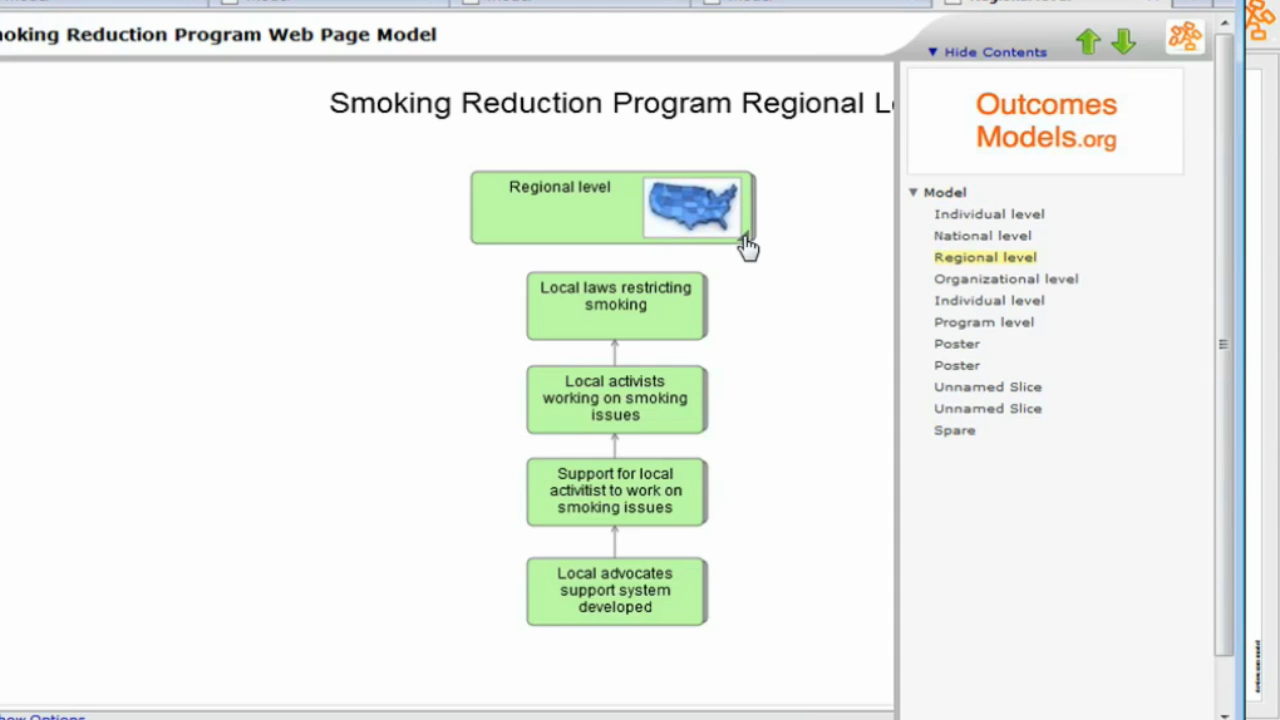 oking Reduction Program Web Page Model
Hide Contents
Smoking Reduction Program Regional L
Outcomes
Models.org
Regional level
Model
Individual level
National level
Regional level
Organizational level
Individual level
Program level
Poster
Poster
Unnamed Slice
Unnamed Slice
Spare
Local laws restricting
smoking
Local activists
working on smoking
issues
Support for local
activitist to work on
smoking issues
Local advocates
support system
developed
ow Options